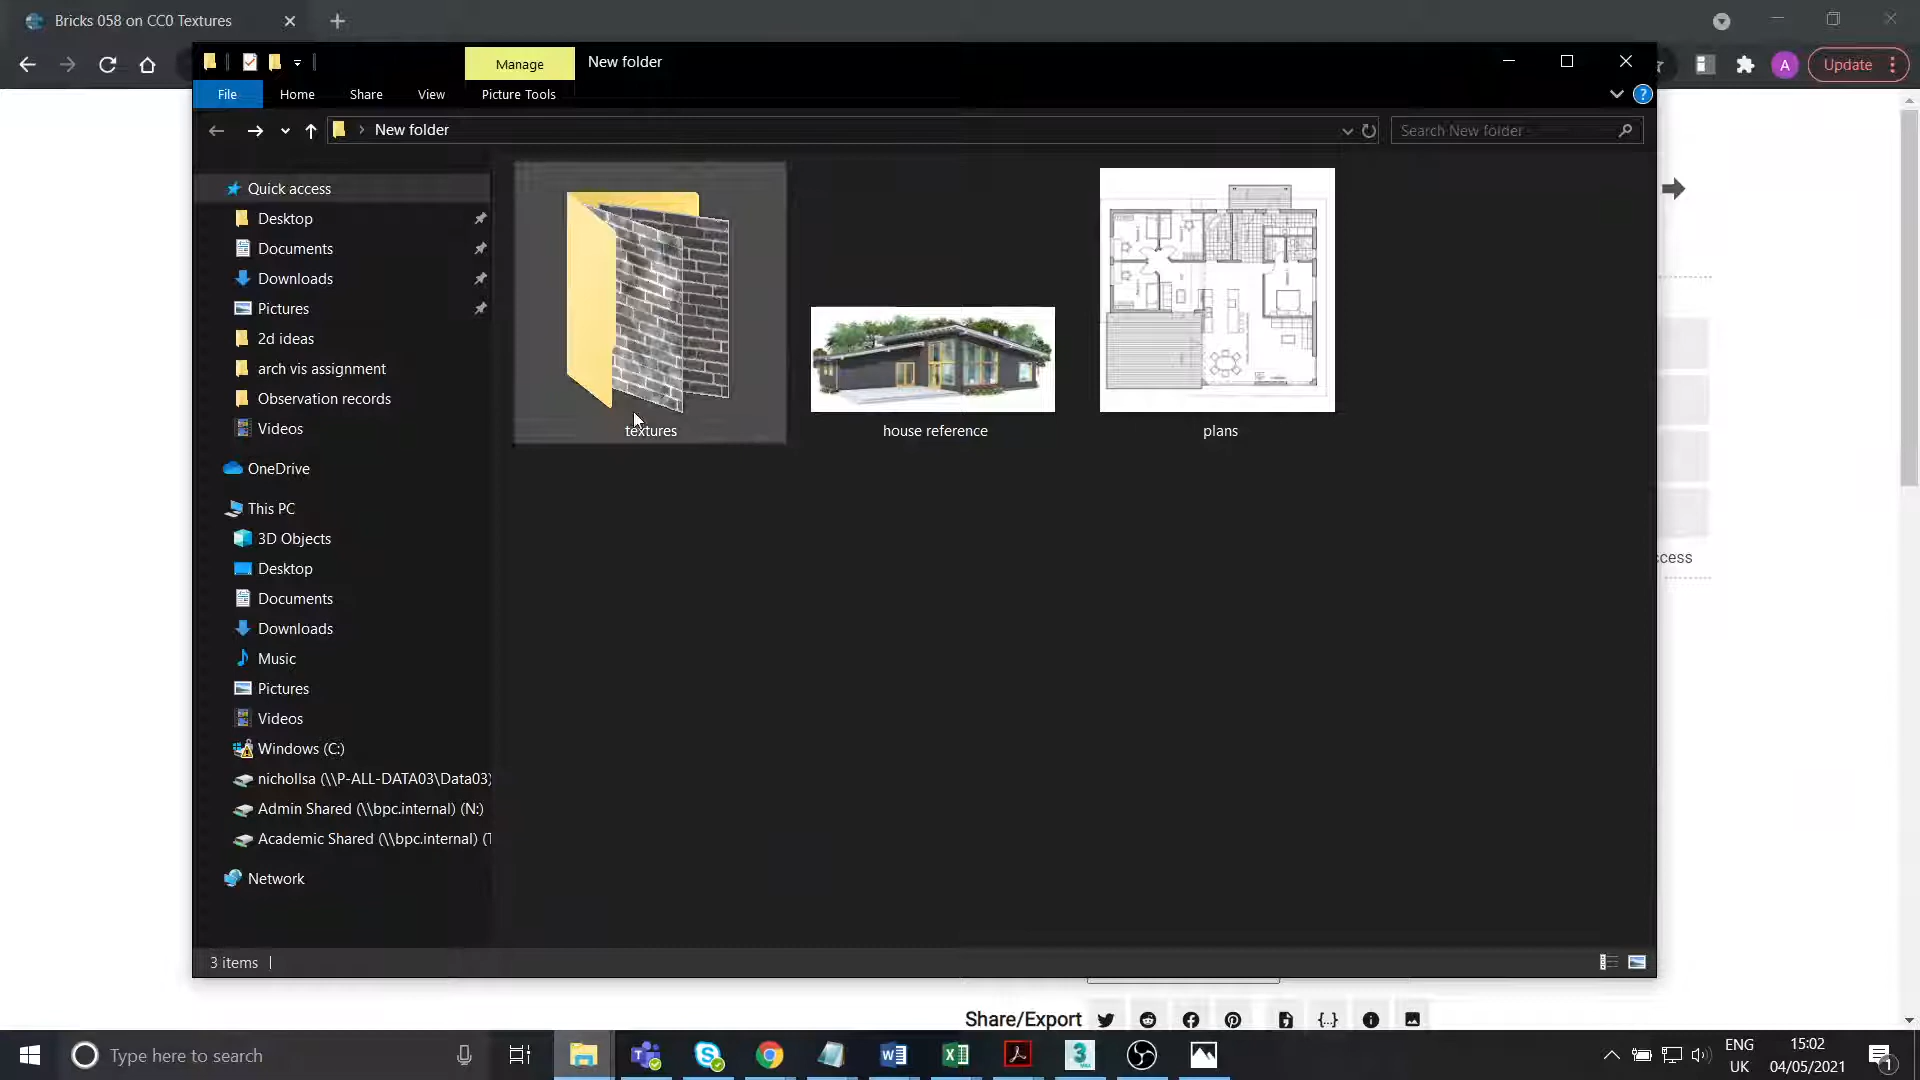 Bricks 058 on CC0 Textures
Update
A
Manage
New folder
File
Home
Share
View
Picture Tools
New folder
Search New folder
Quick access
Desktop
Documents
Downloads
Pictures
2d ideas
arch vis assignment
Observation records
Videos
OneDrive
This PC
3D Objects
Desktop
Documents
Downloads
Music
Pictures
Videos
Windows (C:)
nichollsa (\\P-ALL-DATA03\Data03)
Admin Shared (\\bpc.internal) (N:)
Academic Shared (\\bpc.internal) (T
Network
textures
house reference
plans
ccess
3 items
Share/Export
Type here to search
ENG
UK
15:02
04/05/2021
1